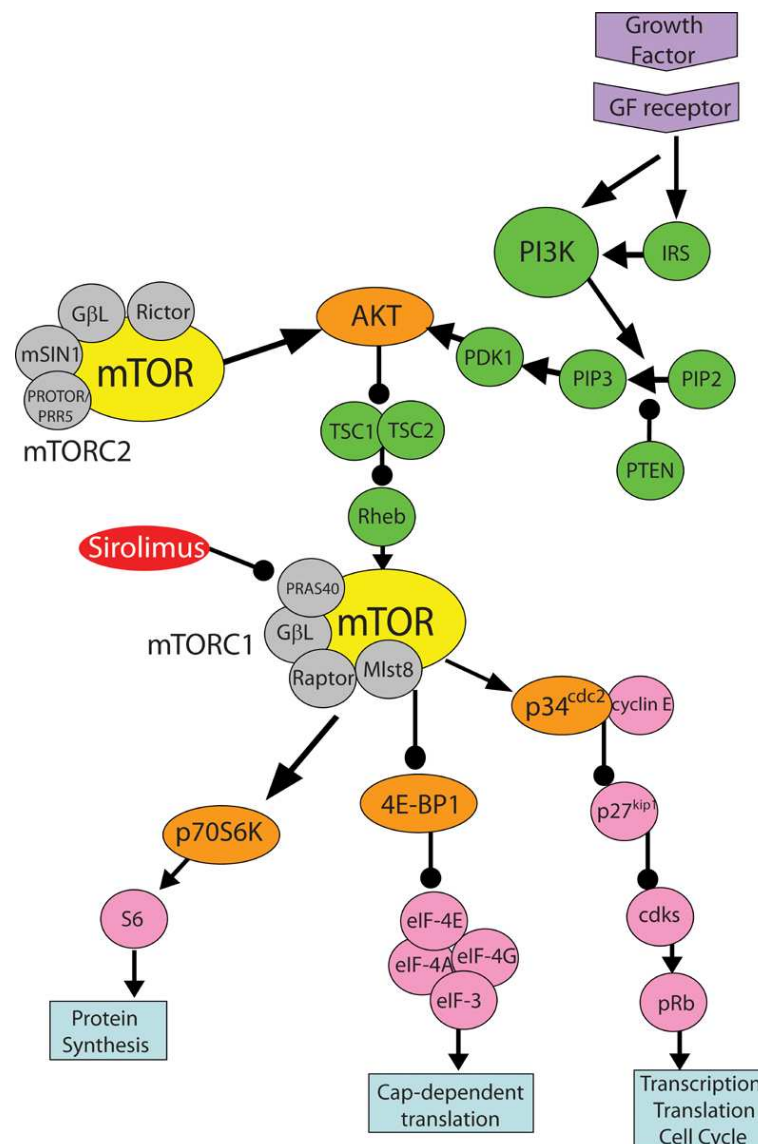 Growth
Factor
GF receptor
PI3K
IRS
GβL
Rictor
AKT
mSIN1
mTOR
PDK1
PIP3
PIP2
PROTOR/
PRR5
mTORC2
TSC1
TSC2
PTEN
Rheb
Sirolimus
PRAS40
mTORC1
GβL
mTOR
Raptor
Mlst8
p34cdc2
cyclin E
4E-BP1
p27kip1
p70S6K
S6
eIF-4E
cdks
eIF-4A
eIF-4G
eIF-3
pRb
Protein
Synthesis
Cap-dependent
translation
Transcription
Translation
Cell Cycle